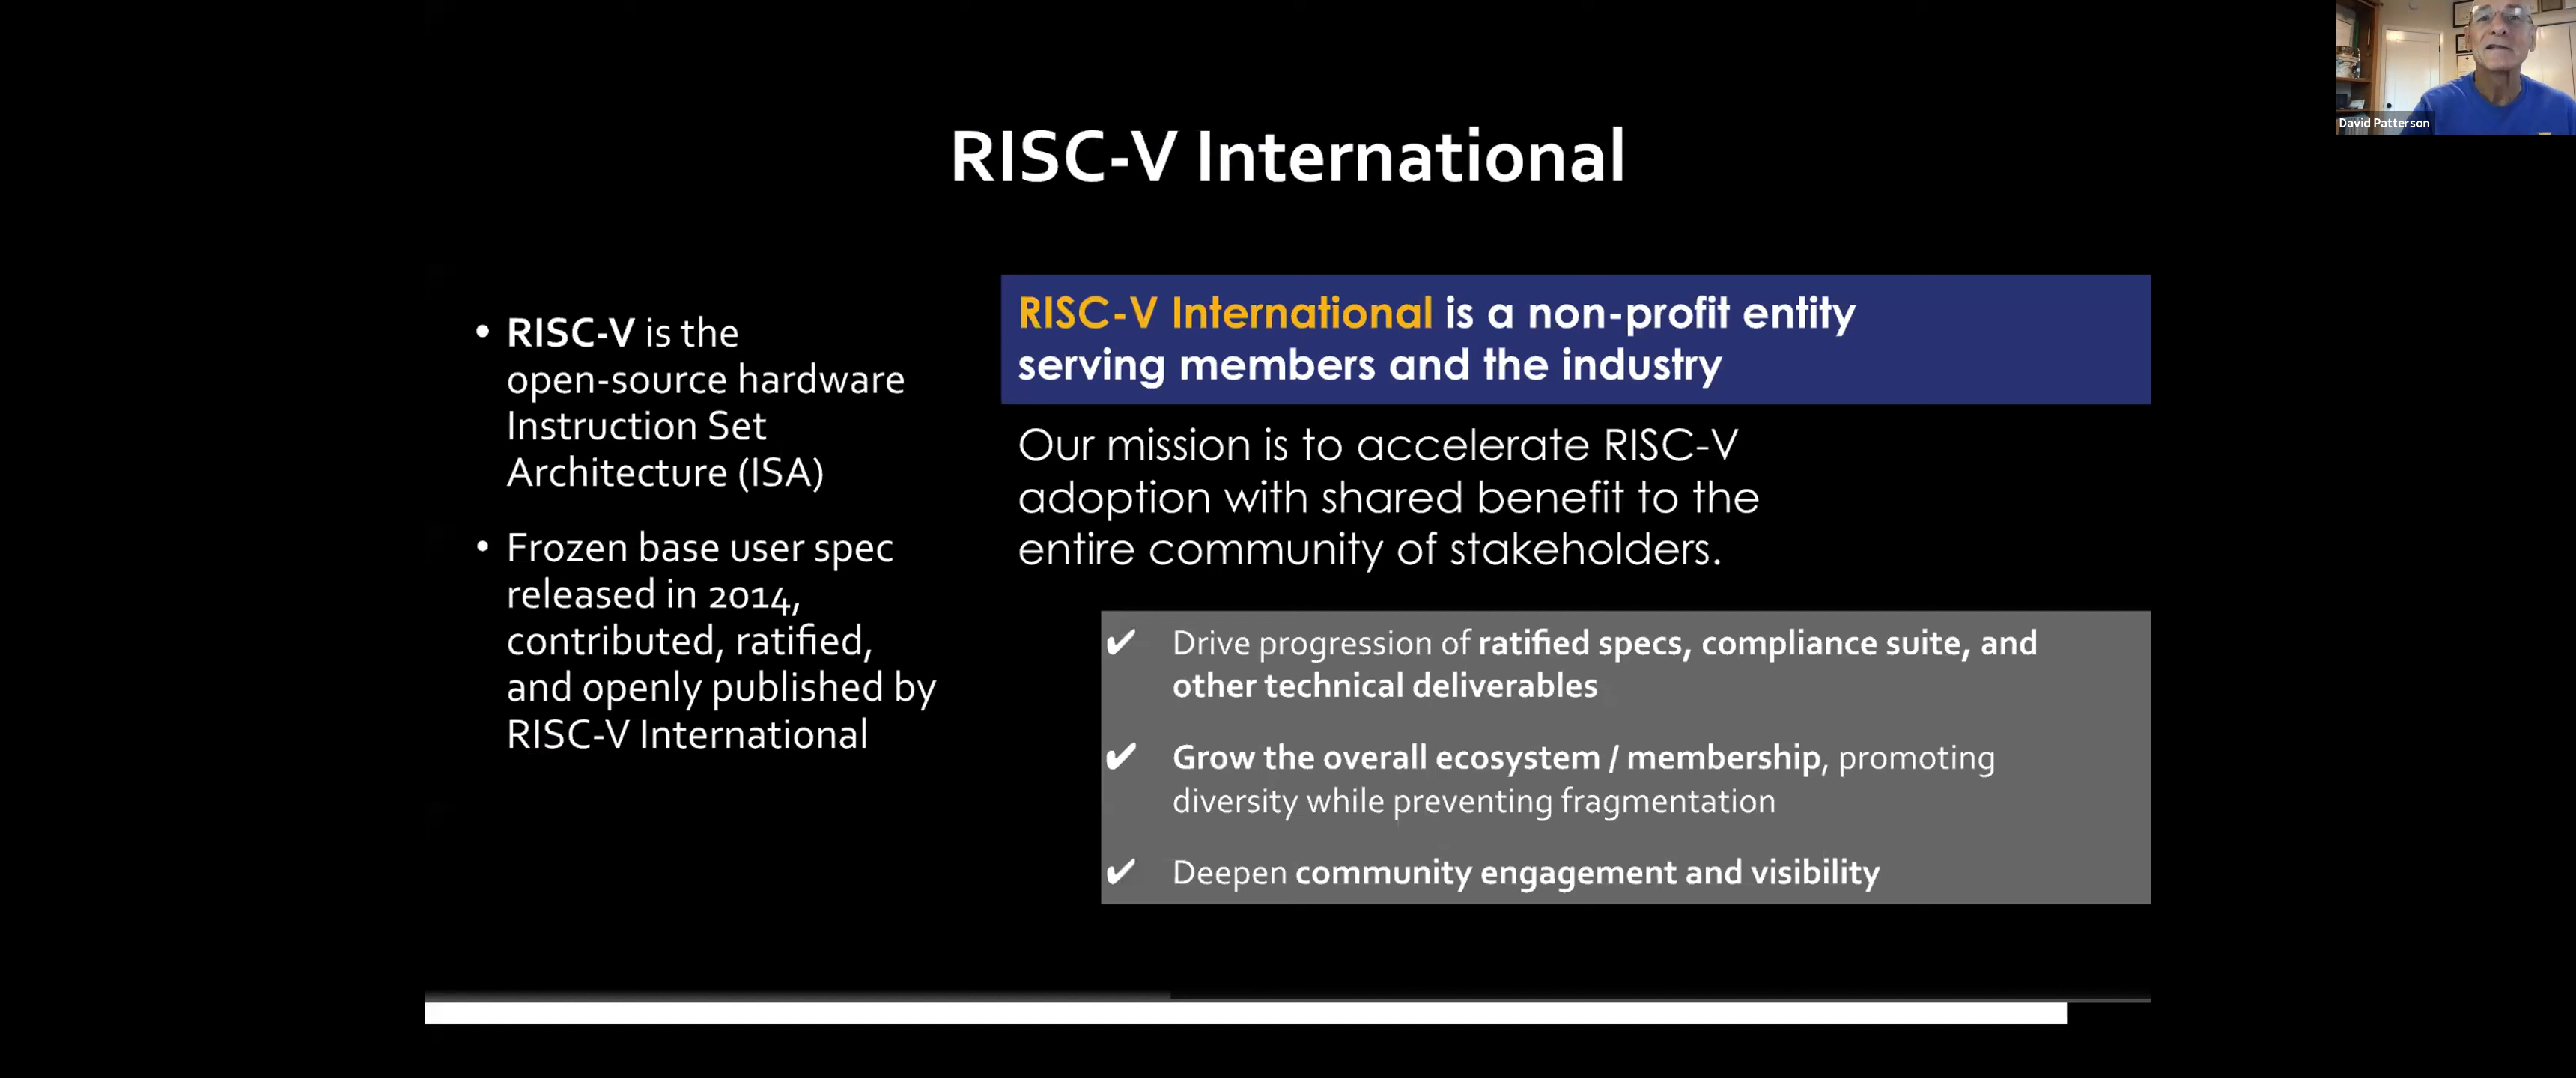 RISC-V International
• RISC-V is the
open-source hardware
Instruction Set
Architecture (ISA)
• Frozen base user spec
released in 2014,
contributed, ratified,
and openly published by
RISC-V International
RISC-V International is a non-profit entity
serving members and the industry
Our mission is to accelerate RISC-V
adoption with shared benefit to the
entire community of stakeholders.
✔ Drive progression of ratified specs, compliance suite, and
other technical deliverables
✔ Grow the overall ecosystem / membership, promoting
diversity while preventing fragmentation
✔ Deepen community engagement and visibility
David Patterson